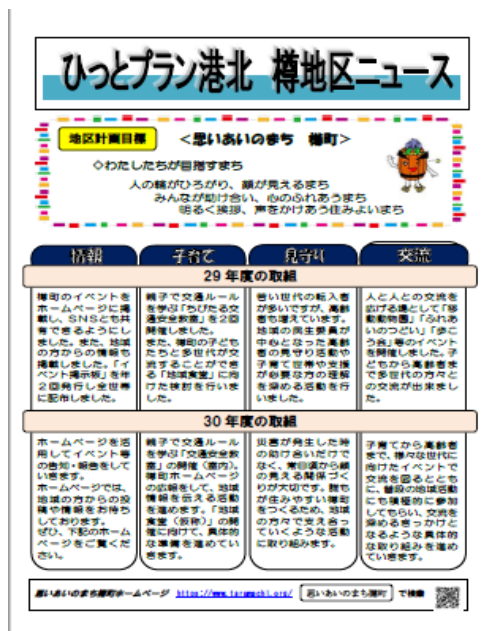 ひっとプラン港北 樽地区ニュース
地区計画目標
＜思いあいのまち 樽町＞
◇わたしたちが目指すまち
人の輪がひろがり、顔が見えるまち
みんなが助け合い、心のふれあうまち
明るく挨拶、声をかけあう住みよいまち
情報
子育て
見守り
交流
29年度の取組
樽町のイベントを
ホームページに掲
載し、SNSとも共
有できるようにし
ました。また、地域
の方からの情報も
掲載しました。「イ
ベント掲示板」を年
2回発行し全世帯
に配布しました。
親子で交通ルール
を学ぶ「ちびたる交
通安全教室」を2回
開催しました。
また、樽町の子ども
たちと多世代が交
流することができ
る「地域食堂」に向
けた検討を行いま
した。
若い世代の転入者
が多いですが、高齢
者も増えています。
地域の民生委員が
中心となった高齢
者の見守り活動や
子育て世帯や支援
が必要な方の理解
を深める活動を行
いました。
人と人との交流を
広げる場として「移
動動物園」「ふれあ
いのつどい」「歩こ
う会」等のイベント
を開催しました。子
どもから高齢者ま
で多世代の方々と
の交流が出来まし
た。
30年度の取組
ホームページを活
用してイベント等
の告知・報告をして
いきます。
ホームページでは、
地域の方からの投
稿や情報をお待ち
しております。
ぜひ、下記のホーム
ページをご覧くだ
さい。
親子で交通ルール
を学ぶ「交通安全教
室」の開催（案内）。
樽町ホームページ
の広報をして、地域
情報を伝える活動
を進めます。「地域
食堂（仮称）」の開
催に向けて、具体的
な準備を進めてい
きます。
災害が発生した時
の助け合いだけで
なく、常日頃から顔
の見える関係づく
りが大切です。誰も
が住みやすい樽町
をつくるため、地域
の方々で支え合っ
ていくような活動
に取り組みます。
子育てから高齢者
まで、様々な世代に
向けたイベントで
交流を図るととも
に、普段の地域活動
にも積極的に参加
してもらい、交流を
深めるきっかけと
なるような具体的
な取り組みを進め
ていきます。
思いあいのまち樽町ホームページ https://www.tarumachi.org/ 思いあいのまち樽町 で検索